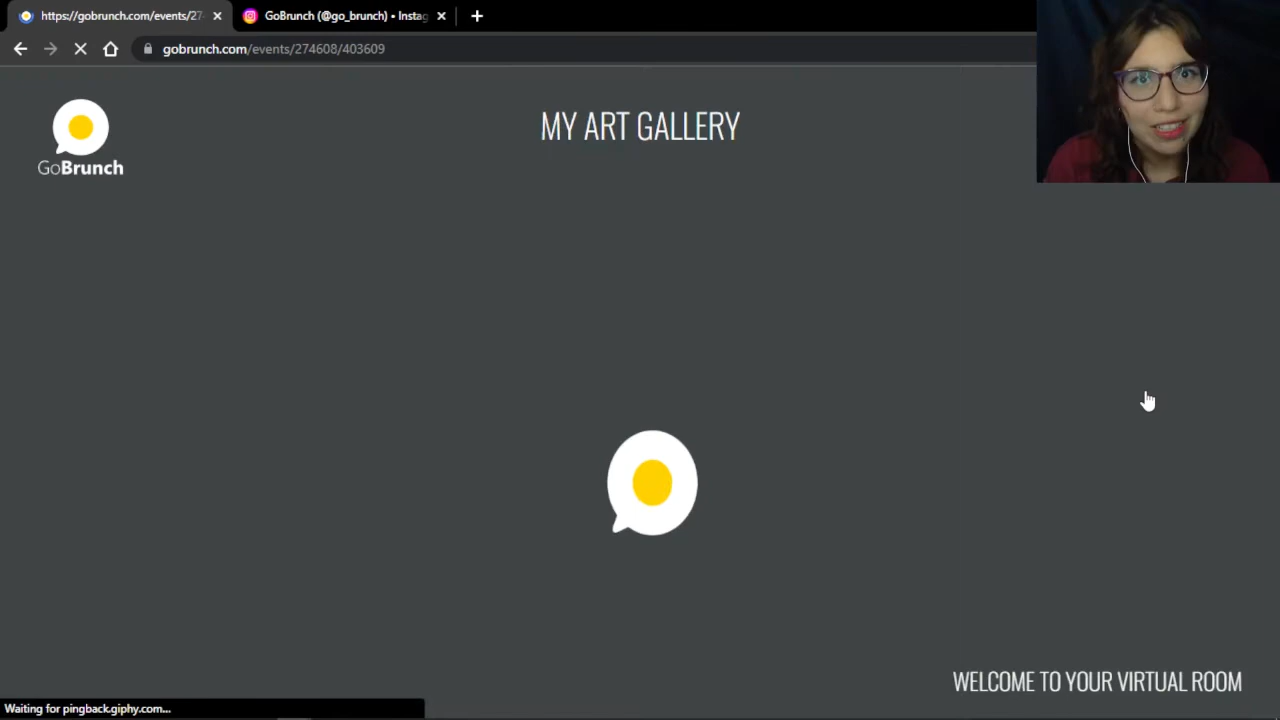 https://gobrunch.com/events/27
GoBrunch (@go_brunch) • Instag
gobrunch.com/events/274608/403609
GoBrunch
MY ART GALLERY
WELCOME TO YOUR VIRTUAL ROOM
Waiting for pingback.giphy.com...